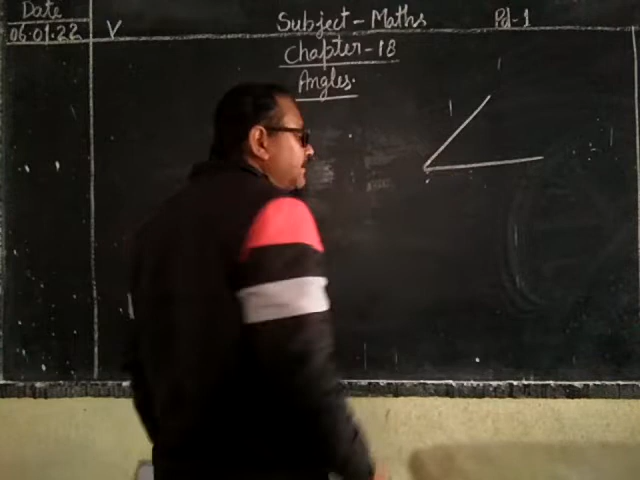 Date
06.01.22
V
Subject - Maths
Pd-1
Chapter - 18
Angles.